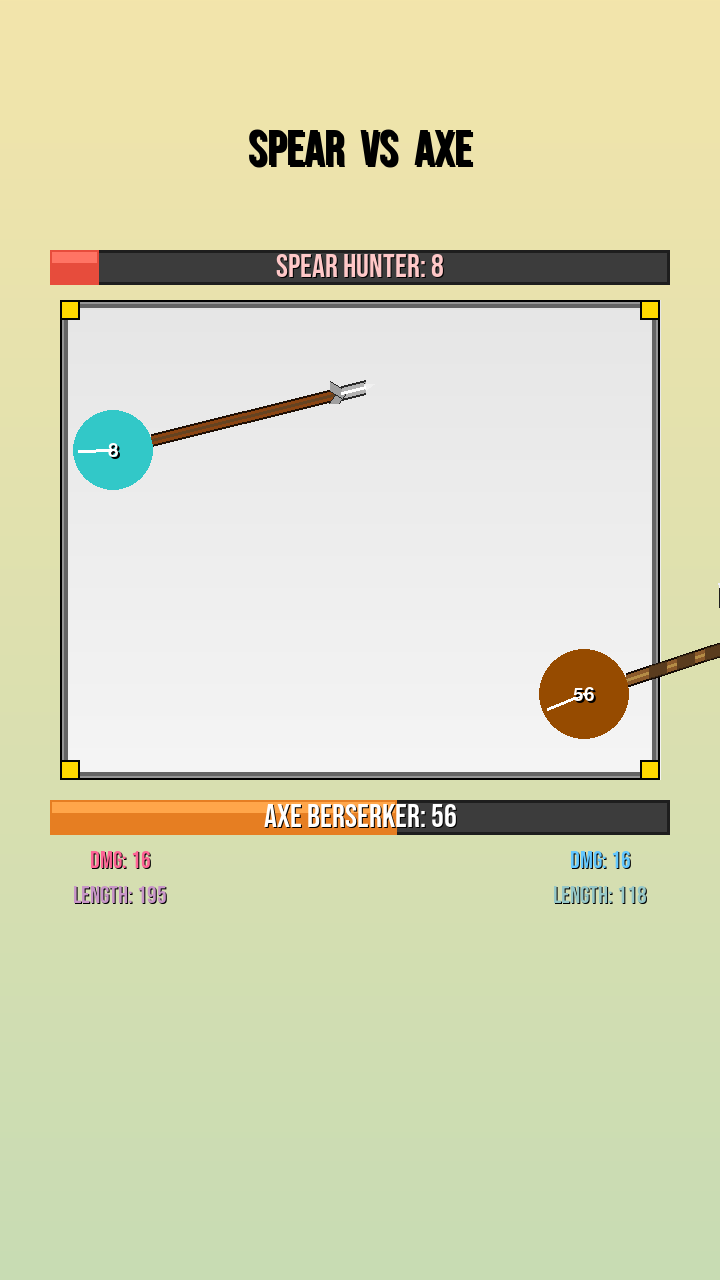 SPEAR VS AXE
SPEAR HUNTER: 8
8
56
AXE BERSERKER: 56
DMG: 16
DMG: 16
LENGTH: 195
LENGTH: 118